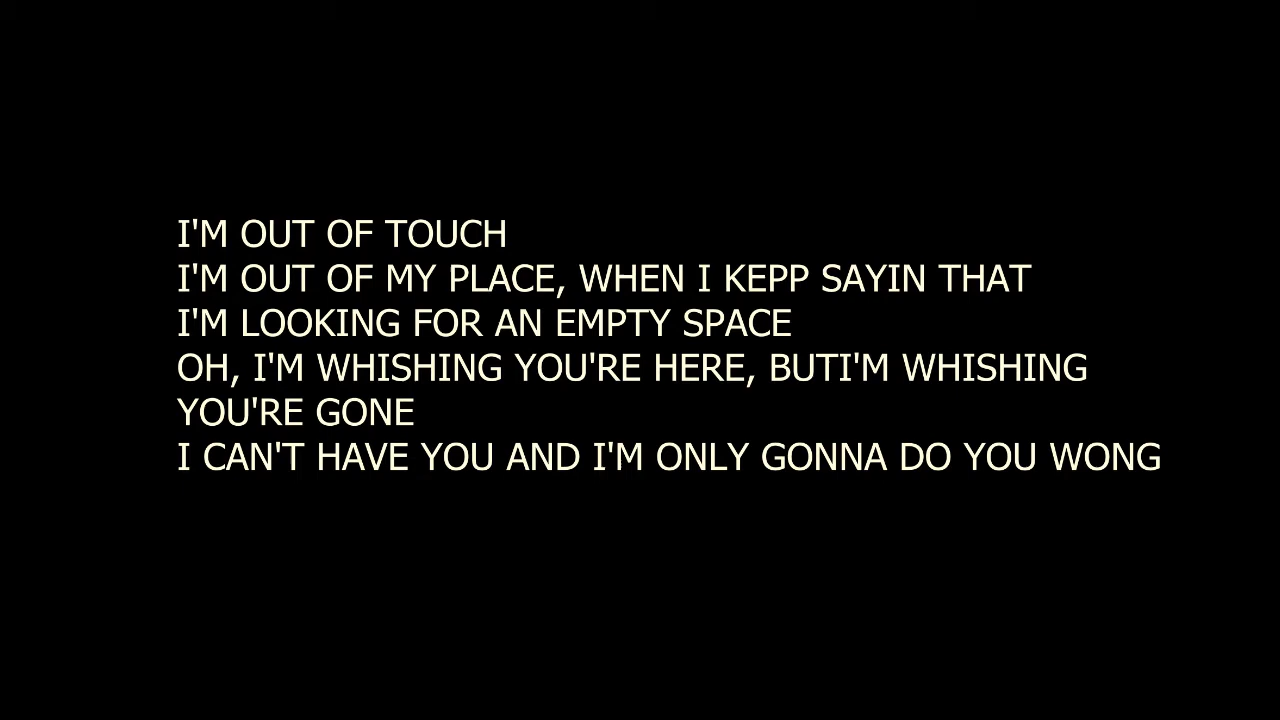 I'M OUT OF TOUCH
I'M OUT OF MY PLACE, WHEN I KEPP SAYIN THAT
I'M LOOKING FOR AN EMPTY SPACE
OH, I'M WHISHING YOU'RE HERE, BUTI'M WHISHING
YOU'RE GONE
I CAN'T HAVE YOU AND I'M ONLY GONNA DO YOU WONG